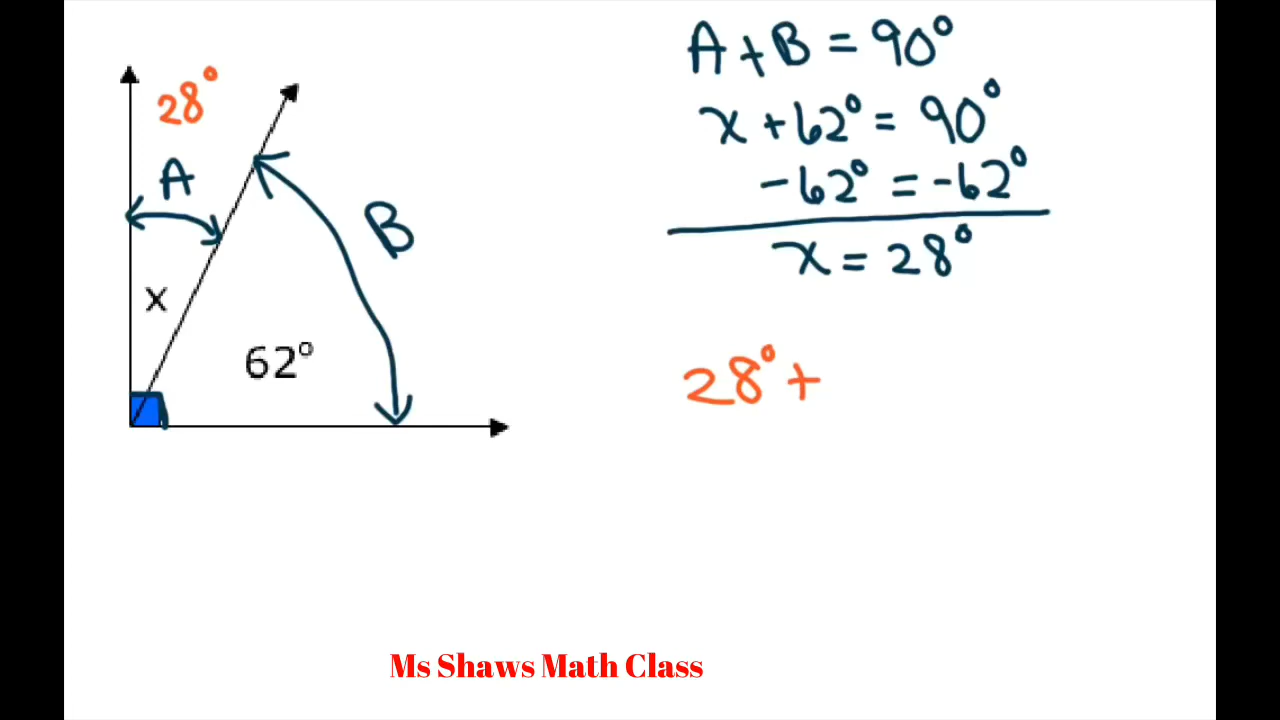 28°
A
B
x
62°
A + B = 90°
x + 62° = 90°
- 62° = - 62°
x = 28°
28° +
Ms Shaws Math Class